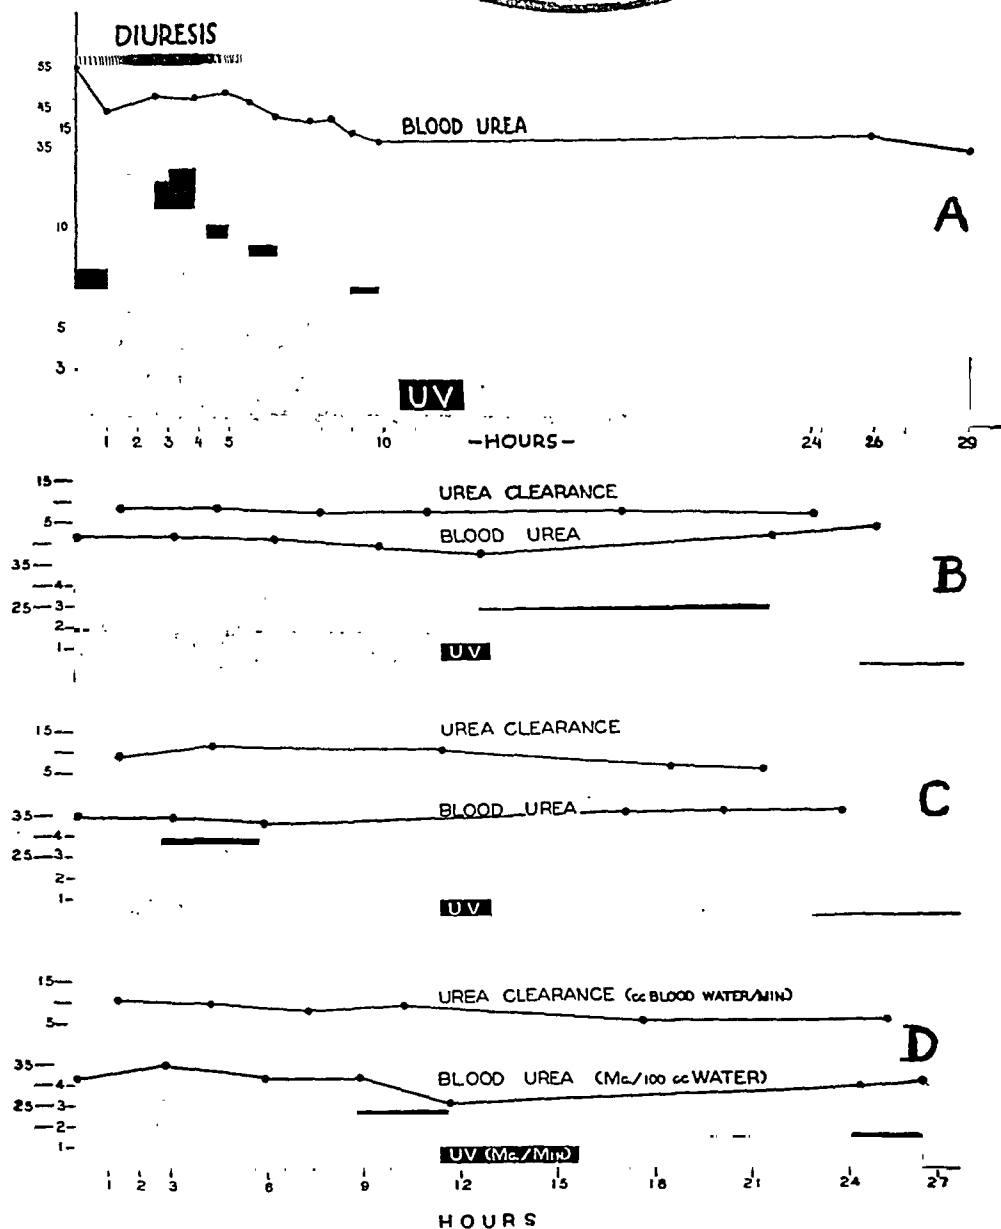 DIURESIS
55
45
15
35
BLOOD UREA
A
10
5
3
UV
1 2 3 4 5 10 -HOURS- 24 26 29
15
UREA CLEARANCE
5
BLOOD UREA
35
B
4
25 3
2
1
UV
15
UREA CLEARANCE
5
35
BLOOD UREA
C
4
25 3
2
1
UV
15
UREA CLEARANCE (cc BLOOD WATER/MIN)
5
D
35
BLOOD UREA (MG./100 cc WATER)
4
25 3
2
1
UV (MG./MIN)
1 2 3 6 9 12 15 18 21 24 27
HOURS